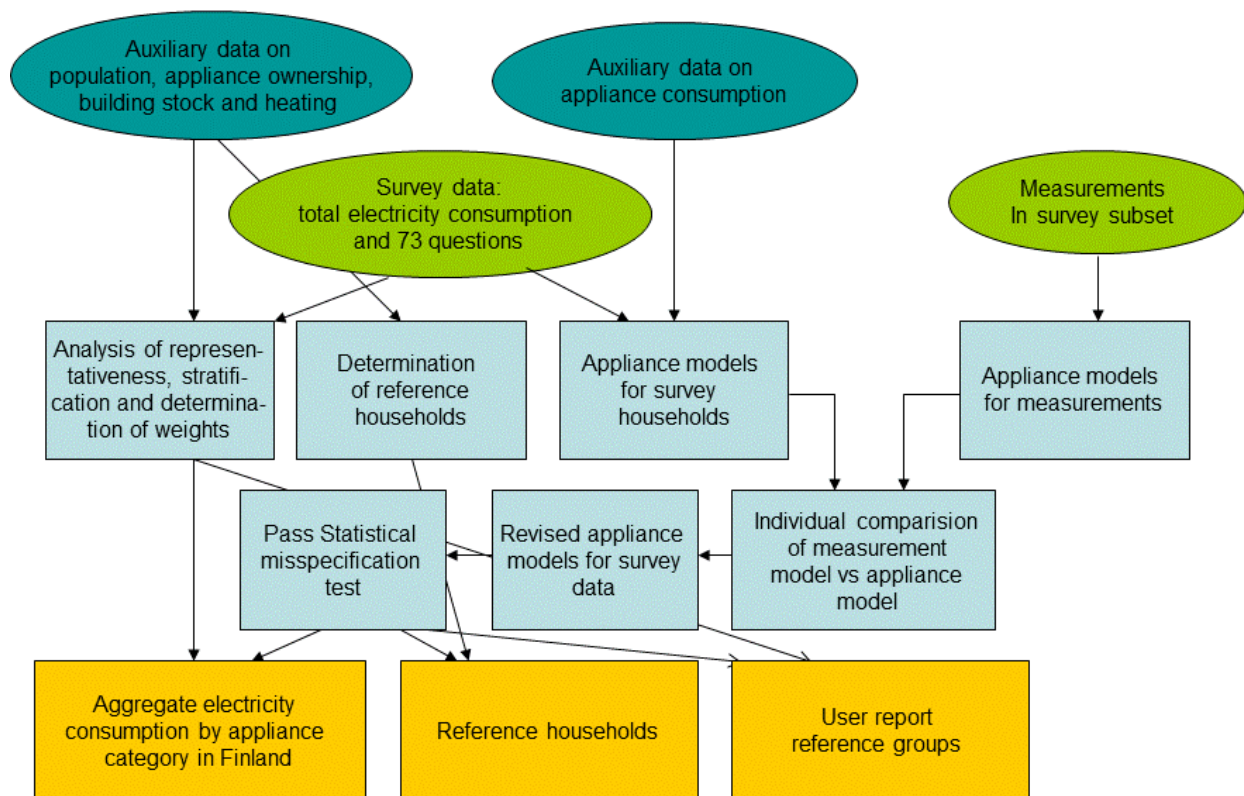 Auxiliary data on
population, appliance ownership,
building stock and heating
Auxiliary data on
appliance consumption
Survey data:
total electricity consumption
and 73 questions
Measurements
In survey subset
Analysis of represen-
tativeness, stratifi-
cation and determina-
tion of weights
Determination
of reference
households
Appliance models
for survey
households
Appliance models
for measurements
Pass Statistical
misspecification
test
Revised appliance
models for survey
data
Individual comparision
of measurement
model vs appliance
model
Aggregate electricity
consumption by appliance
category in Finland
Reference households
User report
reference groups